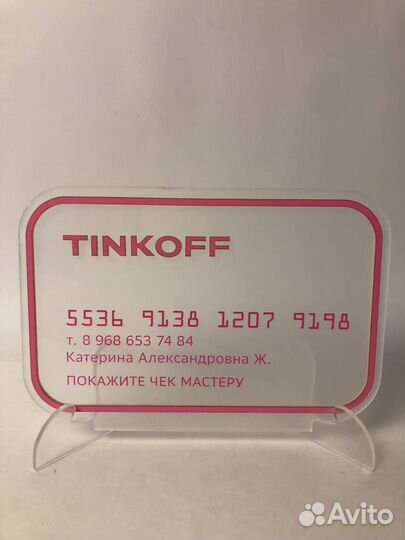 TINKOFF
5536 9138 1207 9198
т. 8 968 653 74 84
Катерина Александровна Ж.
ПОКАЖИТЕ ЧЕК МАСТЕРУ
Avito